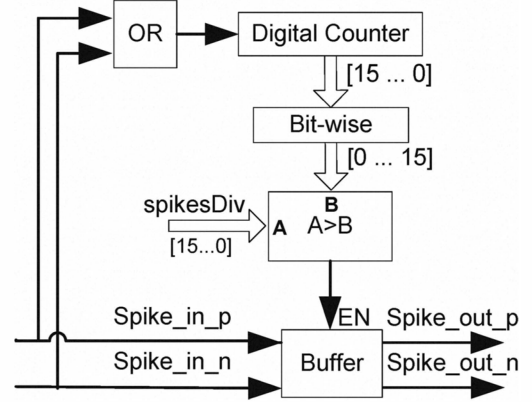 OR
Digital Counter
[15 ... 0]
Bit-wise
[0 ... 15]
spikesDiv
[15...0]
B
A
A>B
EN
Spike_in_p
Spike_out_p
Spike_in_n
Buffer
Spike_out_n